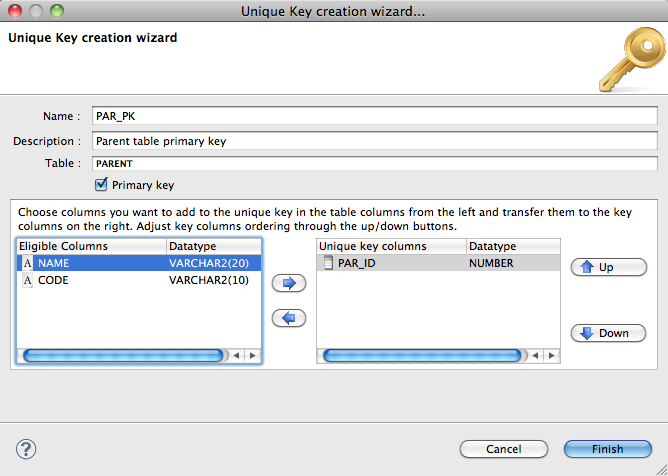 Unique Key creation wizard...
Unique Key creation wizard
Name : PAR_PK
Description : Parent table primary key
Table : PARENT
Primary key
Choose columns you want to add to the unique key in the table columns from the left and transfer them to the key
columns on the right. Adjust key columns ordering through the up/down buttons.
Eligible Columns Datatype Unique key columns Datatype
A NAME VARCHAR2(20) PAR_ID NUMBER Up
A CODE VARCHAR2(10)
Down
? Cancel Finish